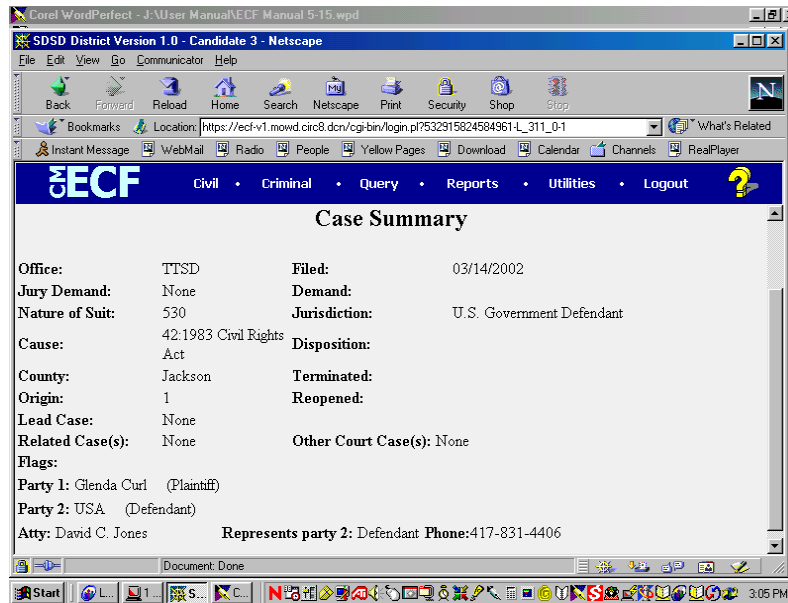 Corel WordPerfect - J:\User Manual\ECF Manual 5-15.wpd
SDSD District Version 1.0 - Candidate 3 - Netscape
File Edit View Go Communicator Help
Back Forward Reload Home Search Netscape Print Security Shop Stop
Bookmarks Location: https://ecf-v1.mowd.circ8.dcn/cgi-bin/login.pl?532915824584961-L_311_0-1 What's Related
Instant Message WebMail Radio People Yellow Pages Download Calendar Channels RealPlayer
CM ECF Civil • Criminal • Query • Reports • Utilities • Logout ?
Case Summary
Office: TTSD Filed: 03/14/2002
Jury Demand: None Demand:
Nature of Suit: 530 Jurisdiction: U.S. Government Defendant
Cause: 42:1983 Civil Rights Act Disposition:
County: Jackson Terminated:
Origin: 1 Reopened:
Lead Case: None
Related Case(s): None Other Court Case(s): None
Flags:
Party 1: Glenda Curl (Plaintiff)
Party 2: USA (Defendant)
Atty: David C. Jones Represents party 2: Defendant Phone:417-831-4406
Document: Done
Start L... 1... S... C... 3:05 PM